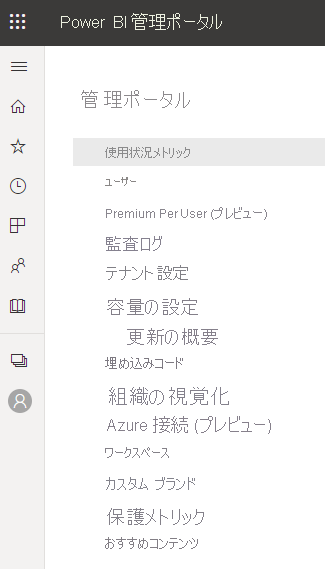 Power BI 管理ポータル
管理ポータル
使用状況メトリック
ユーザー
Premium Per User (プレビュー)
監査ログ
テナント設定
容量の設定
更新の概要
埋め込みコード
組織の視覚化
Azure 接続 (プレビュー)
ワークスペース
カスタム ブランド
保護メトリック
おすすめコンテンツ